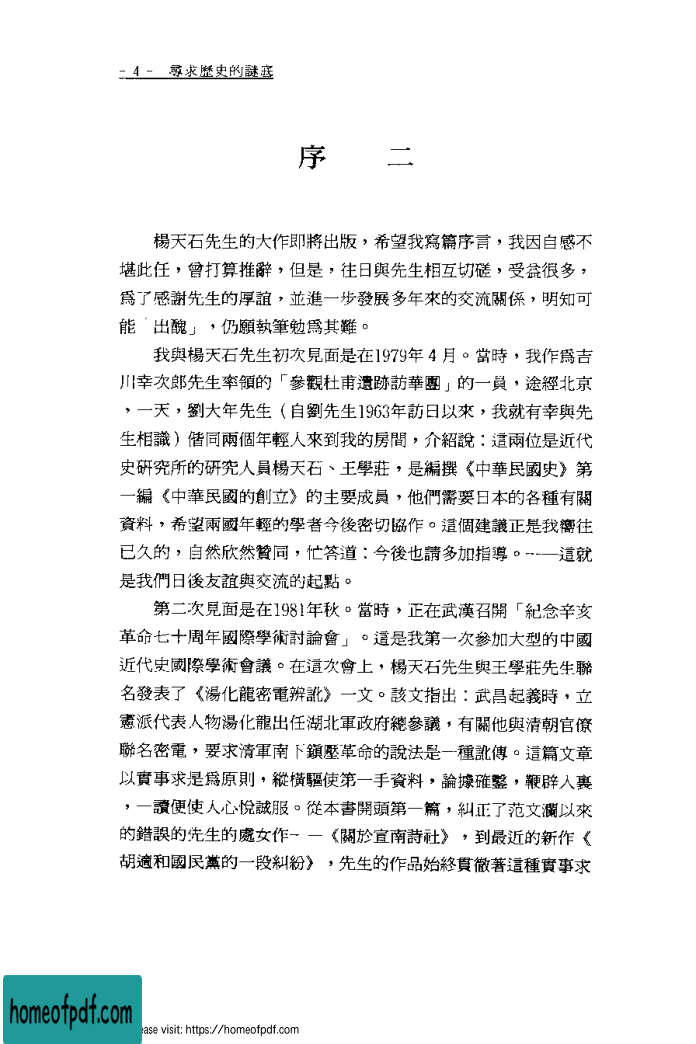 - 4 - 尋求歷史的謎底
序 二
楊天石先生的大作即將出版，希望我寫篇序言，我因自感不
堪此任，曾打算推辭，但是，往日與先生相互切磋，受益很多，
爲了感謝先生的厚誼，並進一步發展多年來的交流關係，明知可
能「出醜」，仍願執筆勉爲其難。
我與楊天石先生初次見面是在1979年4月。當時，我作爲吉
川幸次郎先生率領的「參觀杜甫遺跡訪華團」的一員，途經北京
，一天，劉大年先生（自劉先生1963年訪日以來，我就有幸與先
生相識）偕同兩個年輕人來到我的房間，介紹說：這兩位是近代
史研究所的研究人員楊天石、王學莊，是編撰《中華民國史》第
一編《中華民國的創立》的主要成員，他們需要日本的各種有關
資料，希望兩國年輕的學者今後密切協作。這個建議正是我嚮往
已久的，自然欣然贊同，忙答道：今後也請多加指導。——這就
是我們日後友誼與交流的起點。
第二次見面是在1981年秋。當時，正在武漢召開「紀念辛亥
革命七十周年國際學術討論會」。這是我第一次參加大型的中國
近代史國際學術會議。在這次會上，楊天石先生與王學莊先生聯
名發表了《湯化龍密電辨訛》一文。該文指出：武昌起義時，立
憲派代表人物湯化龍出任湖北軍政府總參議，有關他與清朝官僚
聯名密電，要求清軍南下鎮壓革命的說法是一種訛傳。這篇文章
以實事求是爲原則，縱橫驅使第一手資料，論據確鑿，鞭辟入裏
，一讀便使人心悅誠服。從本書開頭第一篇，糾正了范文瀾以來
的錯誤的先生的處女作——《關於宣南詩社》，到最近的新作《
胡適和國民黨的一段糾紛》，先生的作品始終貫徹著這種實事求
homeofpdf.com
ease visit: https://homeofpdf.com